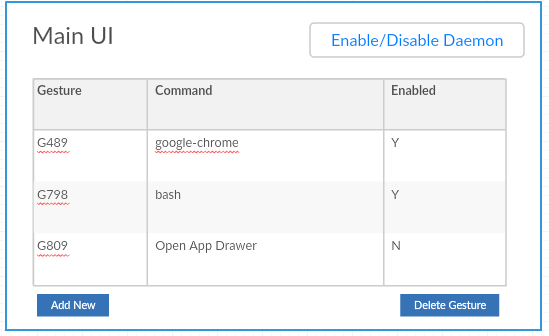 Main UI
Enable/Disable Daemon
Gesture Command Enabled
G489 google-chrome Y
G798 bash Y
G809 Open App Drawer N
Add New Delete Gesture